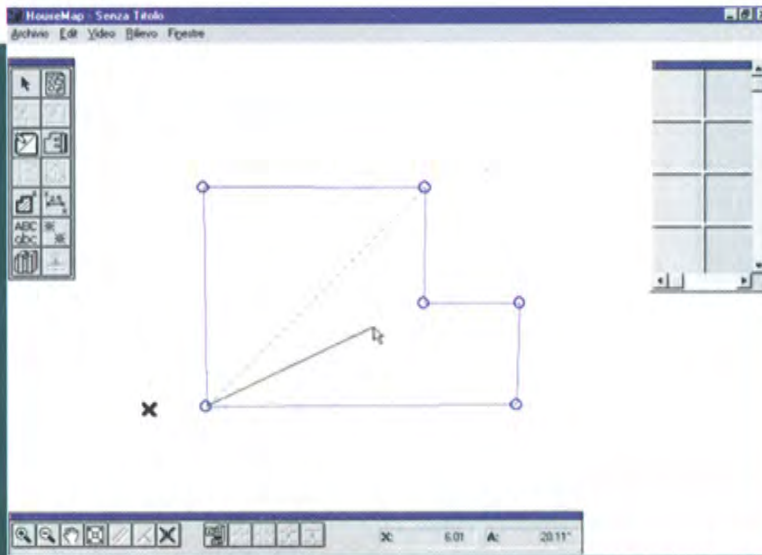 HouseMap - Senza Titolo
Archivio Edit Video Rilievo Finestre
ABC
abc
X: 6.01 A: 20.11°